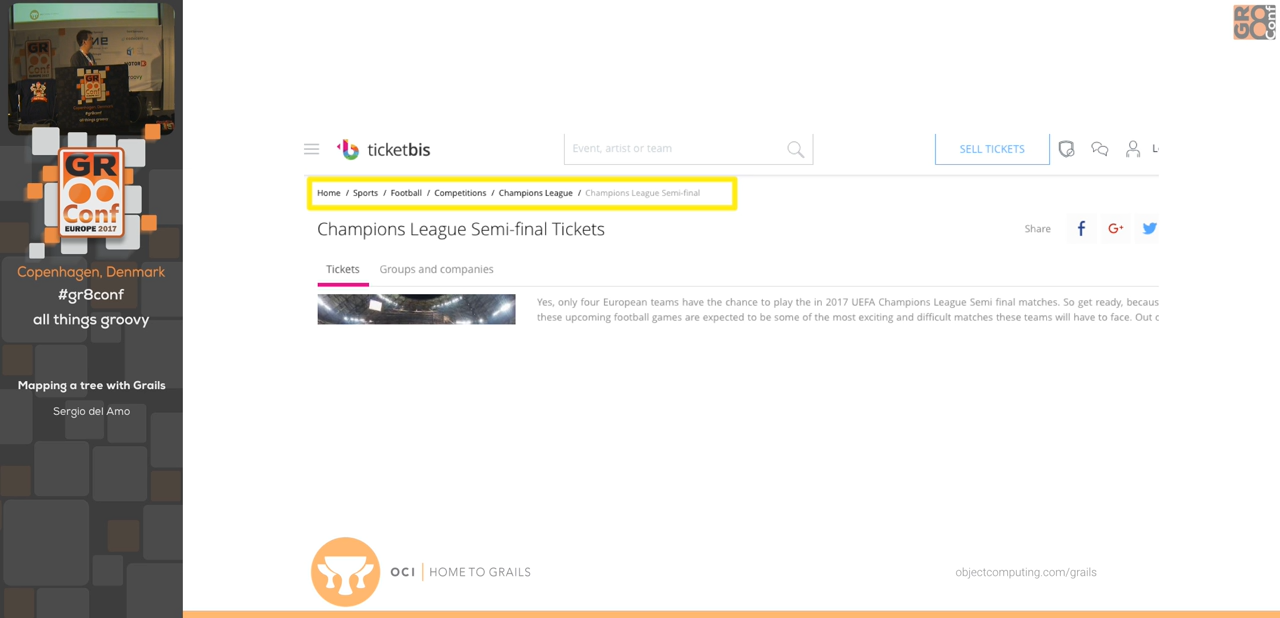 GR
Conf
EUROPE 2017
Copenhagen, Denmark
#gr8conf
all things groovy
Mapping a tree with Grails
Sergio del Amo
GR
Conf
ticketbis
Event, artist or team
SELL TICKETS
Home / Sports / Football / Competitions / Champions League / Champions League Semi-final
Champions League Semi-final Tickets
Share
f
G+
Tickets
Groups and companies
Yes, only four European teams have the chance to play the in 2017 UEFA Champions League Semi final matches. So get ready, becaus
these upcoming football games are expected to be some of the most exciting and difficult matches these teams will have to face. Out
OCI | HOME TO GRAILS
objectcomputing.com/grails